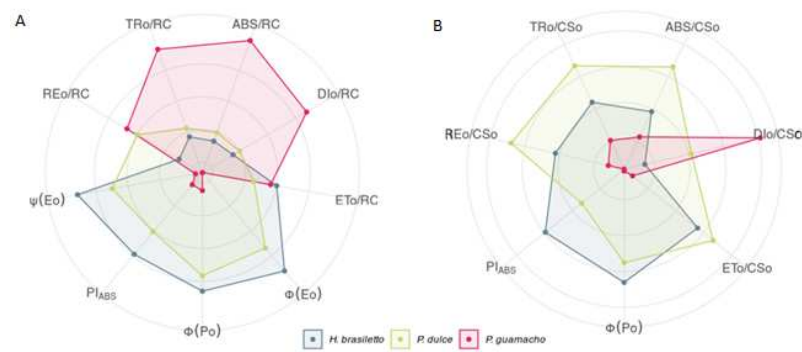 A
TRo/RC
ABS/RC
REo/RC
DIo/RC
ψ(Eo)
ETo/RC
PIABS
Φ(Eo)
Φ(Po)
B
TRo/CSo
ABS/CSo
REo/CSo
DIo/CSo
PIABS
ETo/CSo
Φ(Po)
H. brasiletto P. dulce P. guamacho